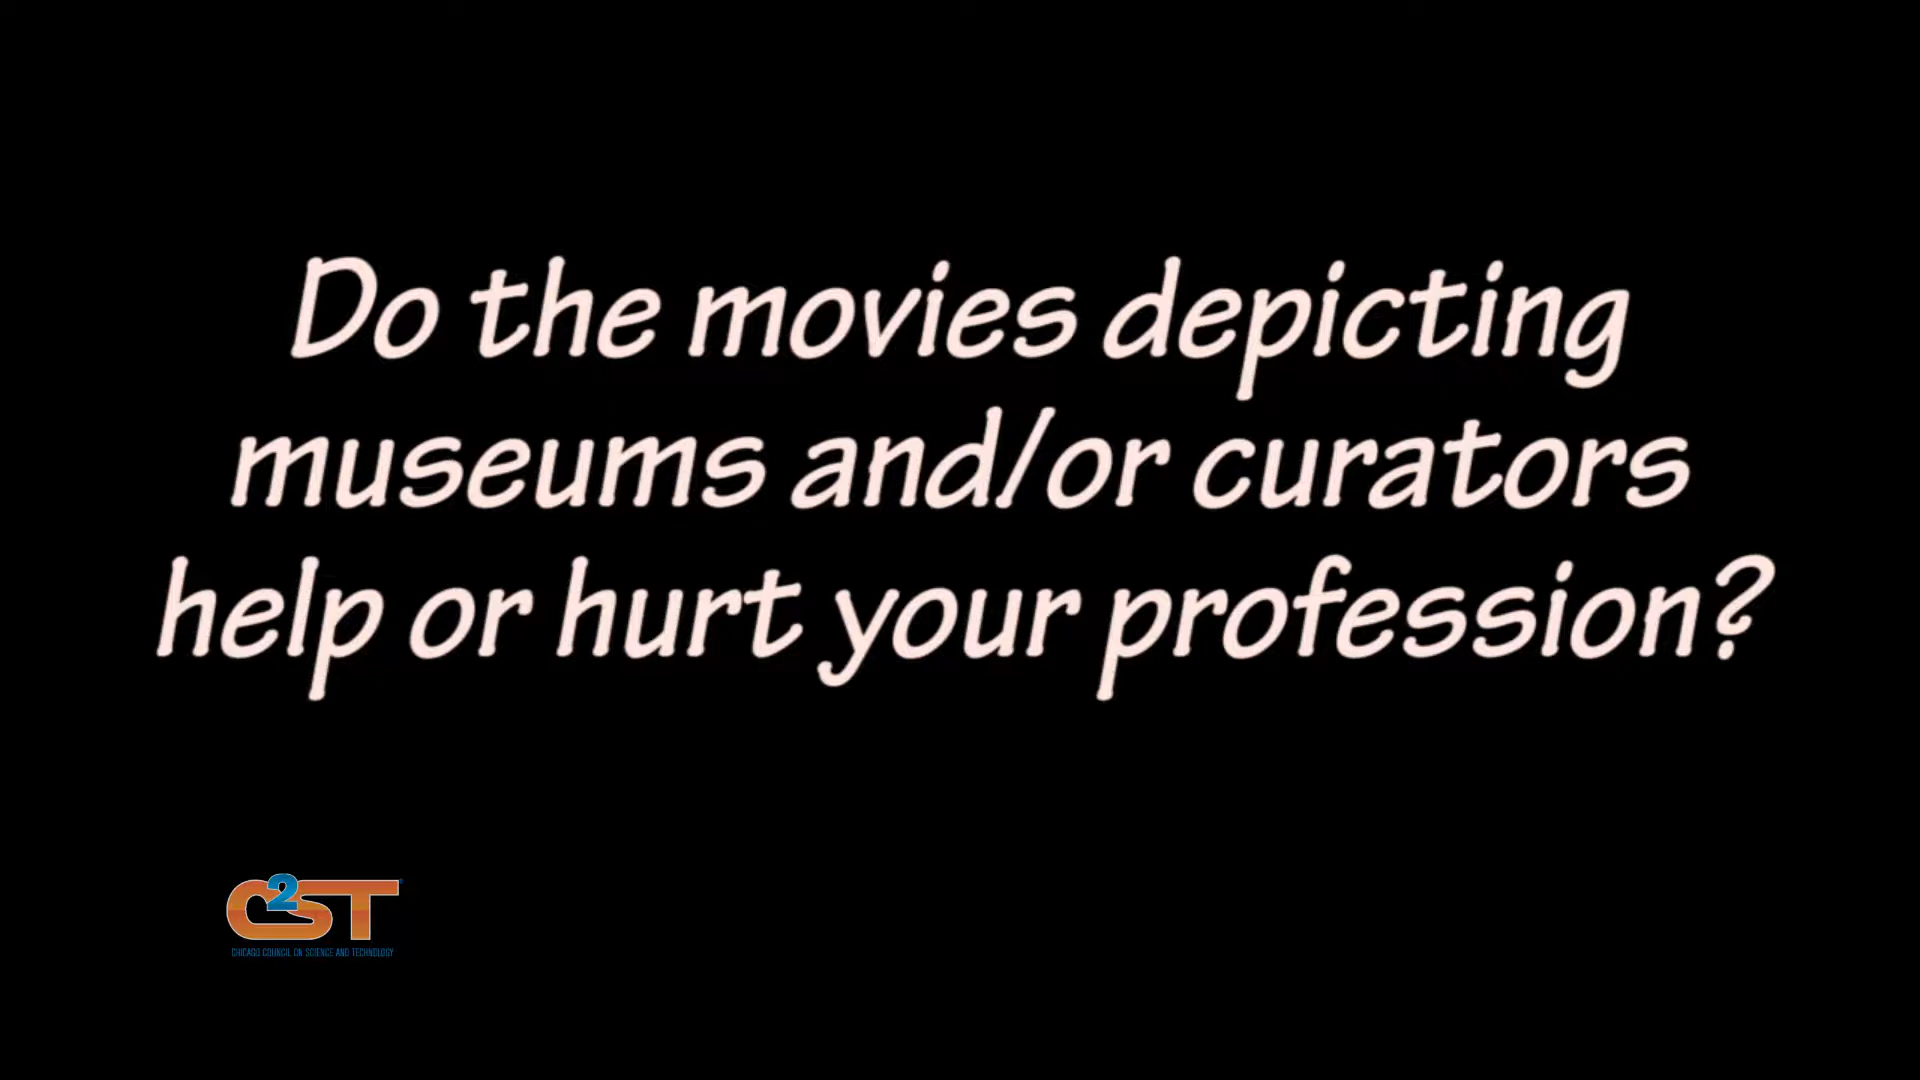 Do the movies depicting
museums and/or curators
help or hurt your profession?
C2ST
CHICAGO COUNCIL ON SCIENCE AND TECHNOLOGY